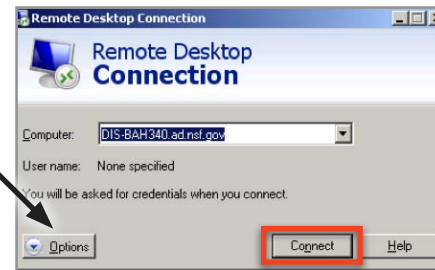 Remote Desktop Connection
Remote Desktop
Connection
Computer: DIS-BAH340.ad.nsf.gov
User name: None specified
You will be asked for credentials when you connect.
Options Connect Help